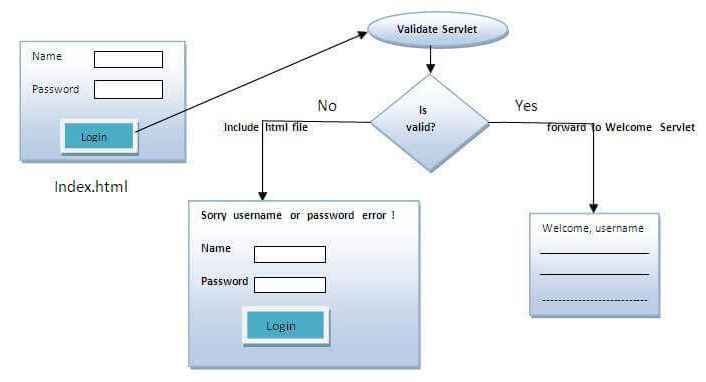 Validate Servlet
Name
Password
Login
Index.html
Is
valid?
No
Include html file
Yes
forward to Welcome Servlet
Sorry username or password error !
Name
Password
Login
Welcome, username